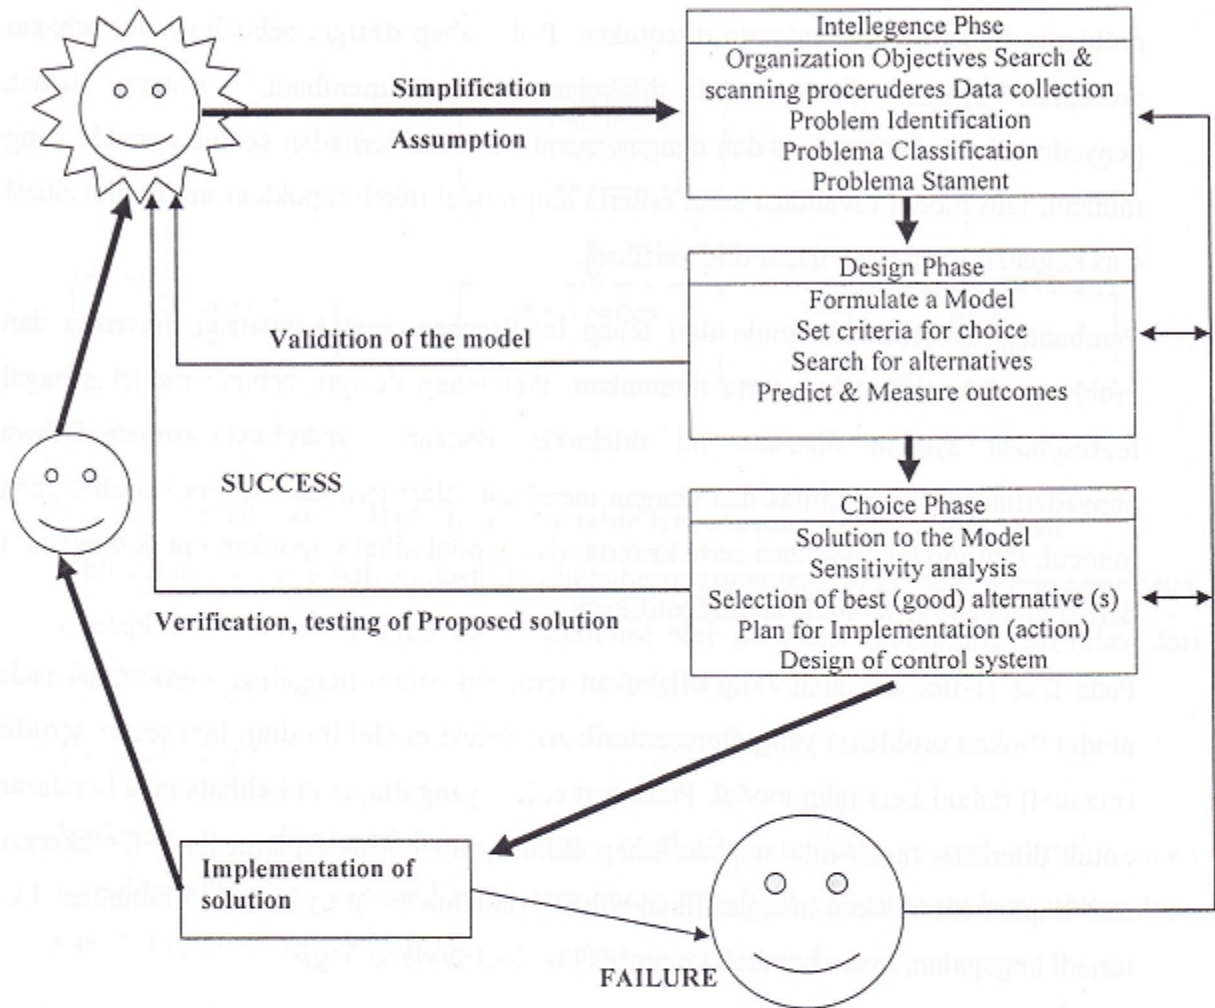 Intellegence Phse
Organization Objectives Search &
scanning proceruderes Data collection
Problem Identification
Problema Classification
Problema Stament
Simplification
Assumption
Design Phase
Formulate a Model
Set criteria for choice
Search for alternatives
Predict & Measure outcomes
Validition of the model
SUCCESS
Choice Phase
Solution to the Model
Sensitivity analysis
Selection of best (good) alternative (s)
Plan for Implementation (action)
Design of control system
Verification, testing of Proposed solution
Implementation of
solution
FAILURE